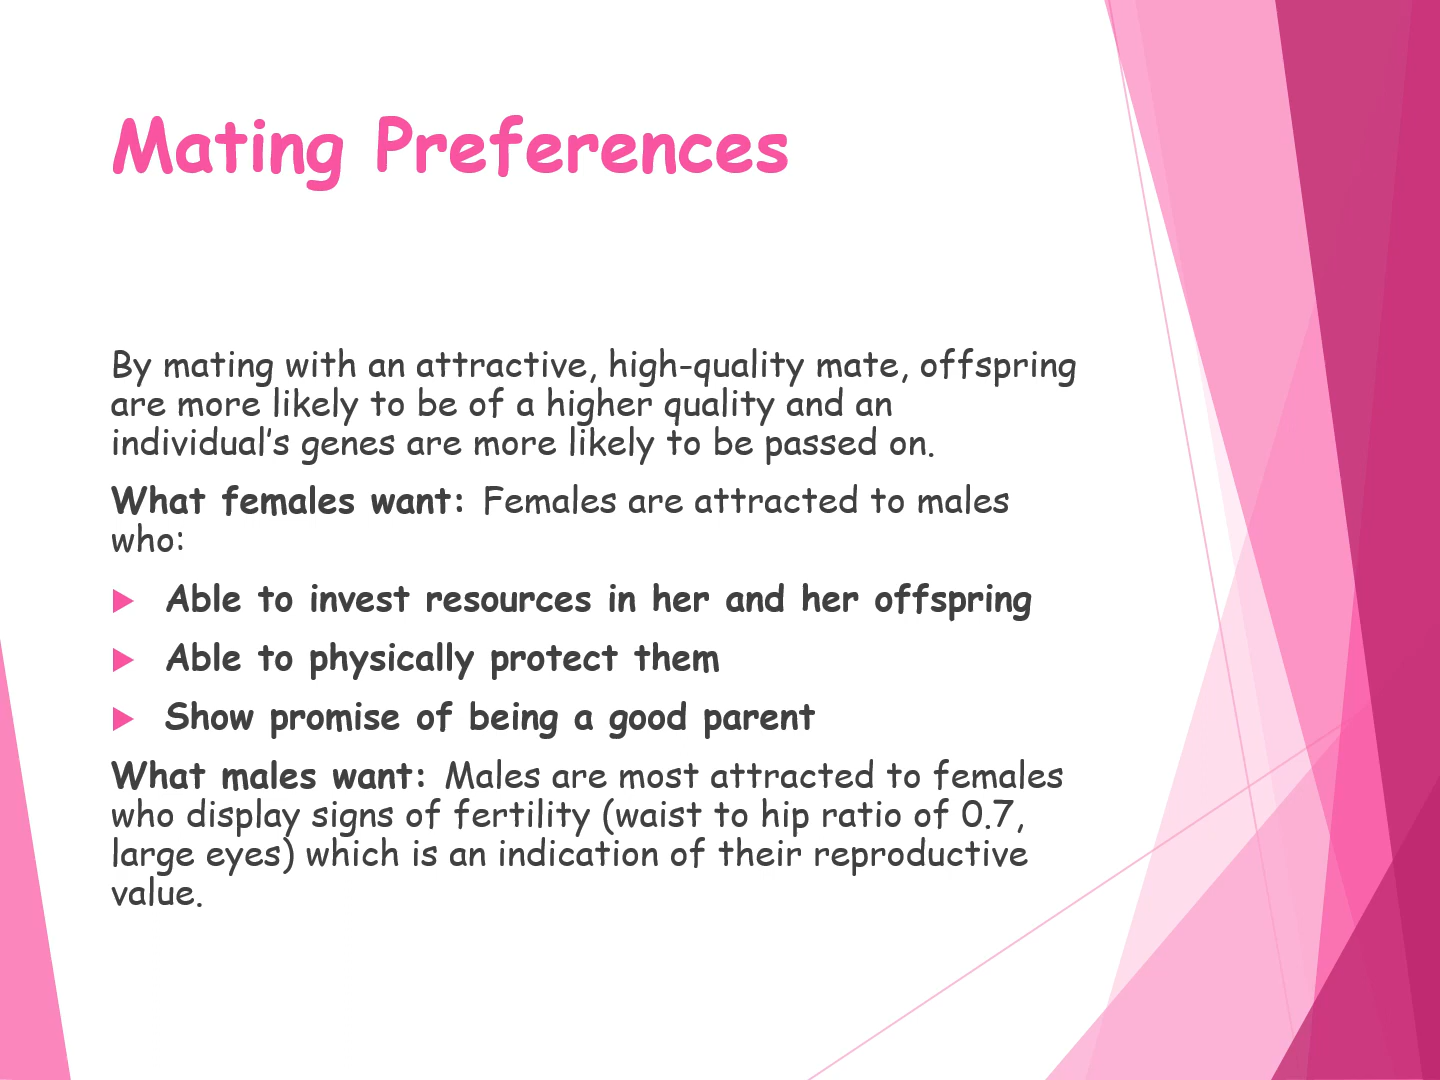 Mating Preferences
By mating with an attractive, high-quality mate, offspring
are more likely to be of a higher quality and an
individual’s genes are more likely to be passed on.
What females want: Females are attracted to males
who:
Able to invest resources in her and her offspring
Able to physically protect them
Show promise of being a good parent
What males want: Males are most attracted to females
who display signs of fertility (waist to hip ratio of 0.7,
large eyes) which is an indication of their reproductive
value.